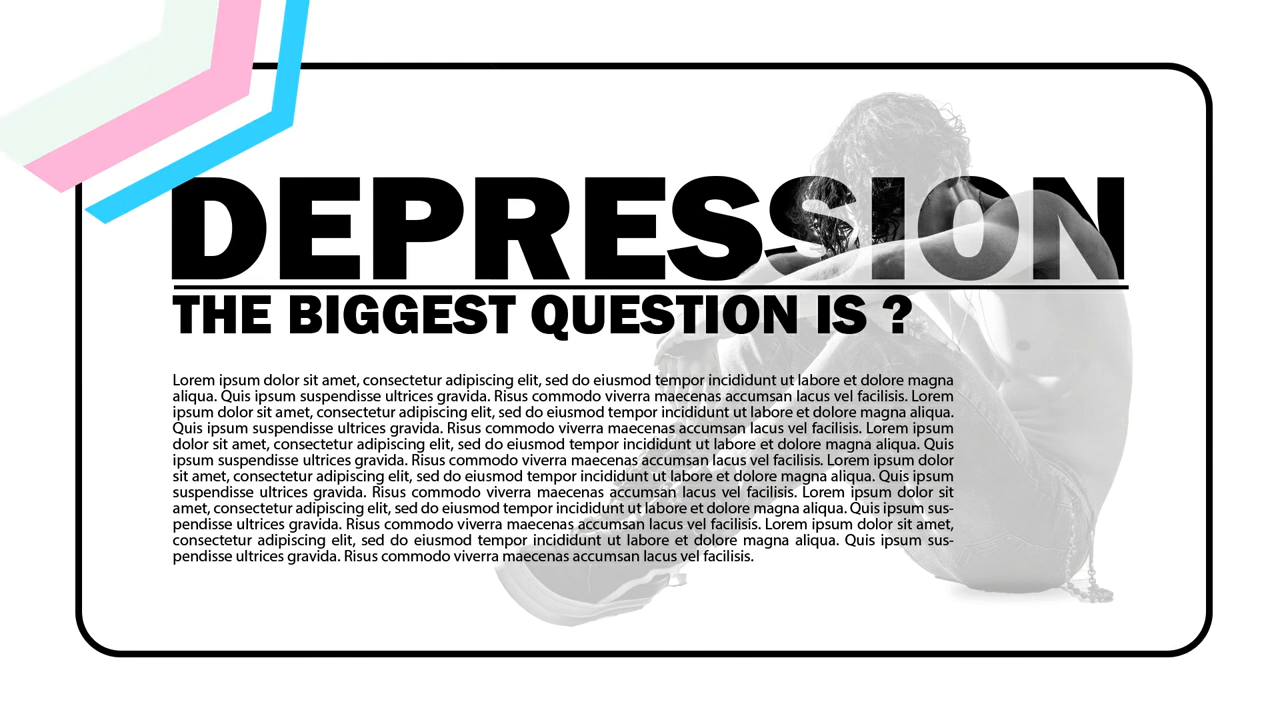 DEPRESSION
THE BIGGEST QUESTION IS ?
Lorem ipsum dolor sit amet, consectetur adipiscing elit, sed do eiusmod tempor incididunt ut labore et dolore magna
aliqua. Quis ipsum suspendisse ultrices gravida. Risus commodo viverra maecenas accumsan lacus vel facilisis. Lorem
ipsum dolor sit amet, consectetur adipiscing elit, sed do eiusmod tempor incididunt ut labore et dolore magna aliqua.
Quis ipsum suspendisse ultrices gravida. Risus commodo viverra maecenas accumsan lacus vel facilisis. Lorem ipsum
dolor sit amet, consectetur adipiscing elit, sed do eiusmod tempor incididunt ut labore et dolore magna aliqua. Quis
ipsum suspendisse ultrices gravida. Risus commodo viverra maecenas accumsan lacus vel facilisis. Lorem ipsum dolor
sit amet, consectetur adipiscing elit, sed do eiusmod tempor incididunt ut labore et dolore magna aliqua. Quis ipsum
suspendisse ultrices gravida. Risus commodo viverra maecenas accumsan lacus vel facilisis. Lorem ipsum dolor sit
amet, consectetur adipiscing elit, sed do eiusmod tempor incididunt ut labore et dolore magna aliqua. Quis ipsum sus-
pendisse ultrices gravida. Risus commodo viverra maecenas accumsan lacus vel facilisis. Lorem ipsum dolor sit amet,
consectetur adipiscing elit, sed do eiusmod tempor incididunt ut labore et dolore magna aliqua. Quis ipsum sus-
pendisse ultrices gravida. Risus commodo viverra maecenas accumsan lacus vel facilisis.